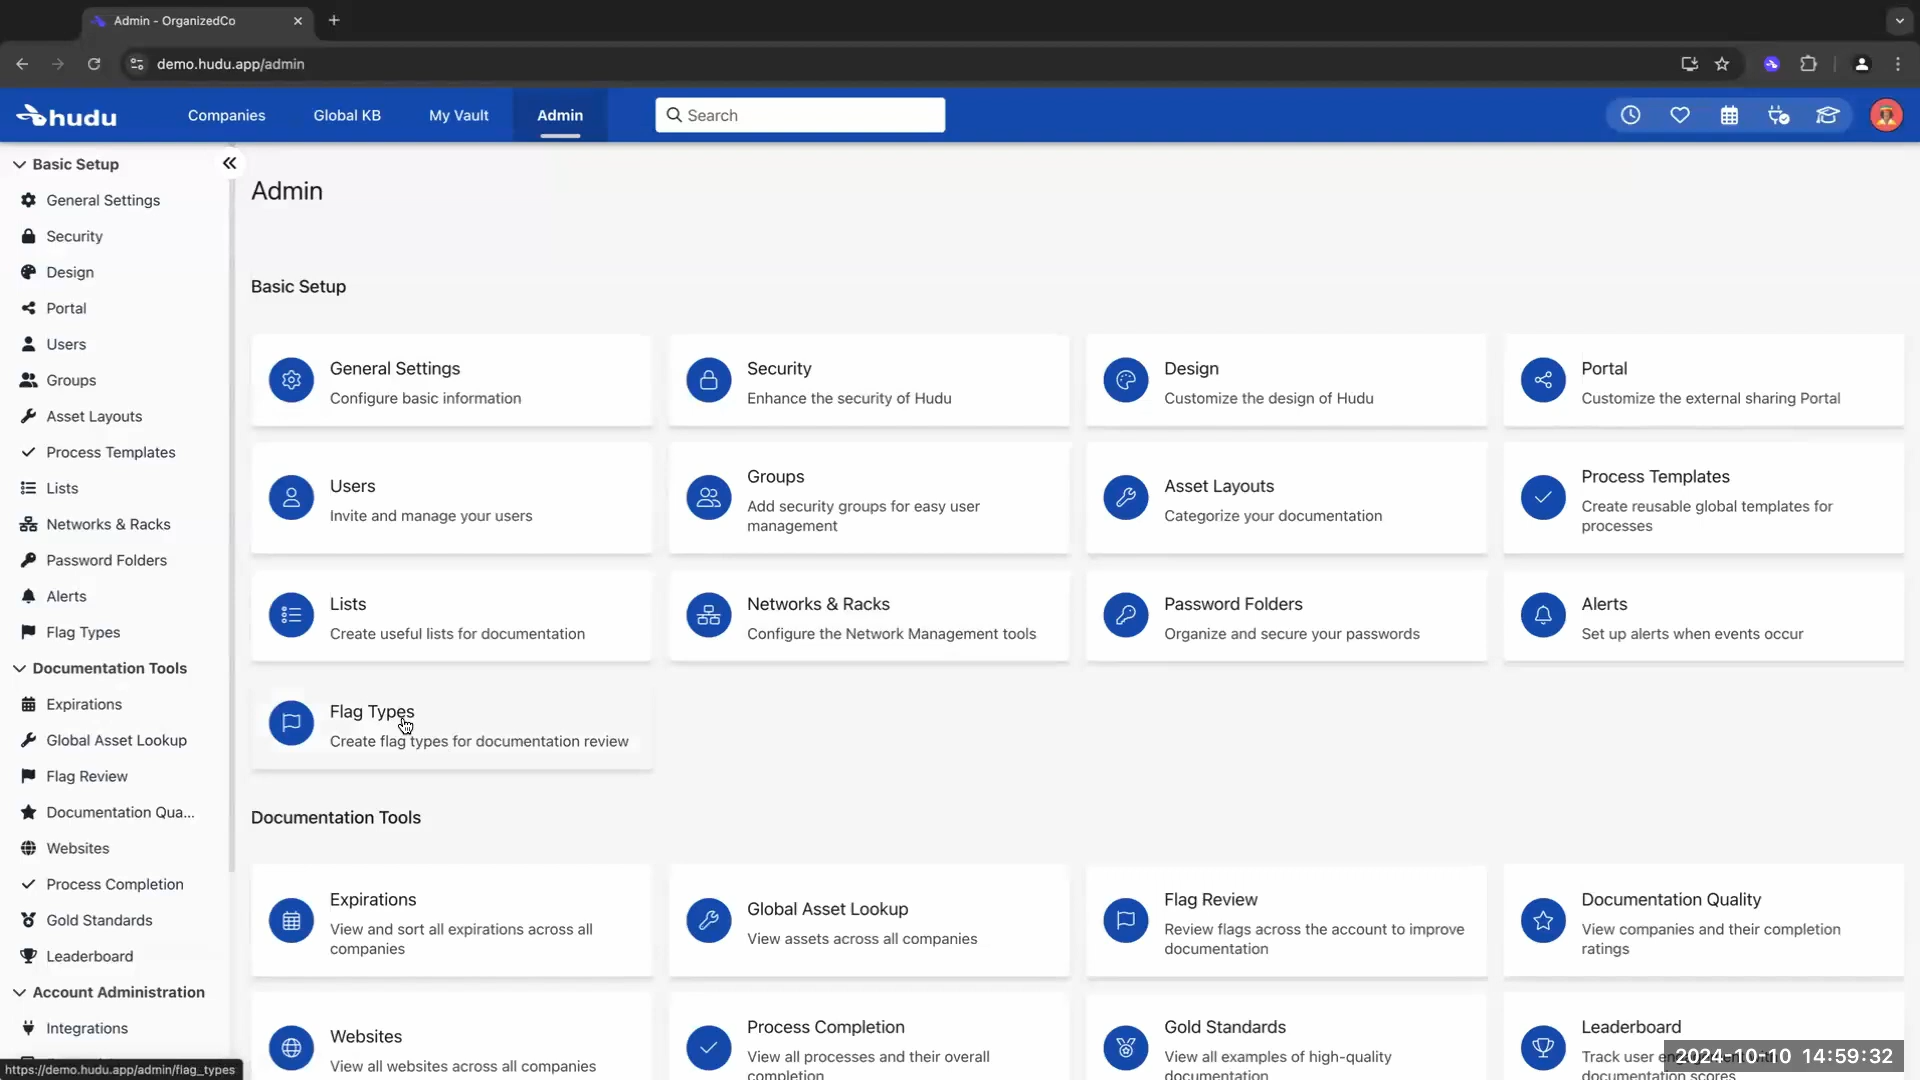 Admin - OrganizedCo
demo.hudu.app/admin
hudu
Companies
Global KB
My Vault
Admin
Search
Basic Setup
General Settings
Security
Design
Portal
Users
Groups
Asset Layouts
Process Templates
Lists
Networks & Racks
Password Folders
Alerts
Flag Types
Documentation Tools
Expirations
Global Asset Lookup
Flag Review
Documentation Qua...
Websites
Process Completion
Gold Standards
Leaderboard
Account Administration
Integrations
https://demo.hudu.app/admin/flag_types
Admin
Basic Setup
General Settings
Configure basic information
Security
Enhance the security of Hudu
Design
Customize the design of Hudu
Portal
Customize the external sharing Portal
Users
Invite and manage your users
Groups
Add security groups for easy user
management
Asset Layouts
Categorize your documentation
Process Templates
Create reusable global templates for
processes
Lists
Create useful lists for documentation
Networks & Racks
Configure the Network Management tools
Password Folders
Organize and secure your passwords
Alerts
Set up alerts when events occur
Flag Types
Create flag types for documentation review
Documentation Tools
Expirations
View and sort all expirations across all
companies
Global Asset Lookup
View assets across all companies
Flag Review
Review flags across the account to improve
documentation
Documentation Quality
View companies and their completion
ratings
Websites
View all websites across all companies
Process Completion
View all processes and their overall
completion
Gold Standards
View all examples of high-quality
documentation
Leaderboard
Track user
documentation scores
2024-10-10 14:59:32